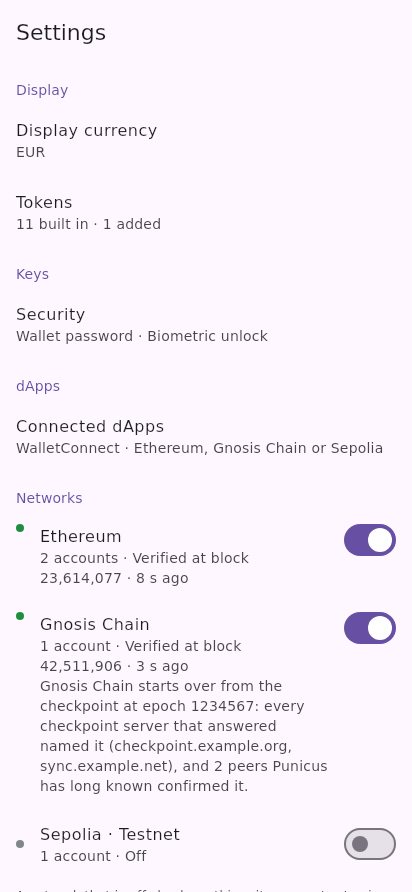 Settings
Display
Display currency
EUR
Tokens
11 built in · 1 added
Keys
Security
Wallet password · Biometric unlock
dApps
Connected dApps
WalletConnect · Ethereum, Gnosis Chain or Sepolia
Networks
Ethereum
2 accounts · Verified at block
23,614,077 · 8 s ago
Gnosis Chain
1 account · Verified at block
42,511,906 · 3 s ago
Gnosis Chain starts over from the
checkpoint at epoch 1234567: every
checkpoint server that answered
named it (checkpoint.example.org,
sync.example.net), and 2 peers Punicus
has long known confirmed it.
Sepolia · Testnet
1 account · Off